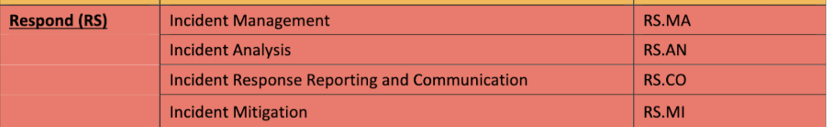 Respond (RS) Incident Management RS.MA
Incident Analysis RS.AN
Incident Response Reporting and Communication RS.CO
Incident Mitigation RS.MI